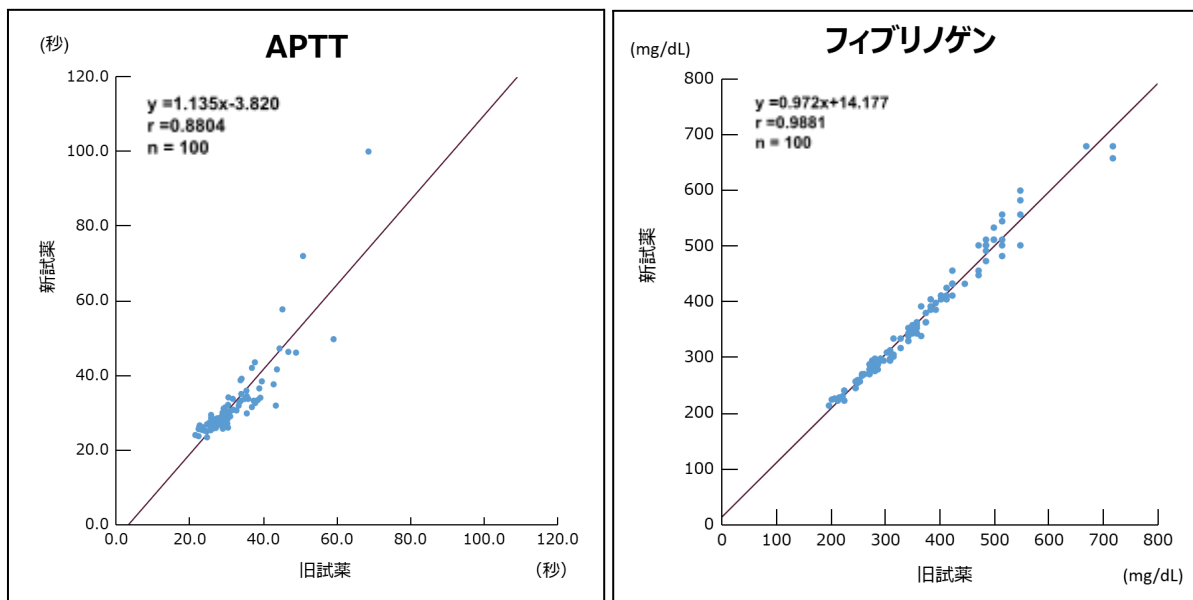 APTT
(秒)
y =1.135x-3.820
r =0.8804
n = 100
120.0
100.0
80.0
60.0
40.0
20.0
0.0
新試薬
0.0 20.0 40.0 60.0 80.0 100.0 120.0
旧試薬 (秒)
フィブリノゲン
(mg/dL)
y =0.972x+14.177
r =0.9881
n = 100
800
700
600
500
400
300
200
100
0
新試薬
0 100 200 300 400 500 600 700 800
旧試薬 (mg/dL)